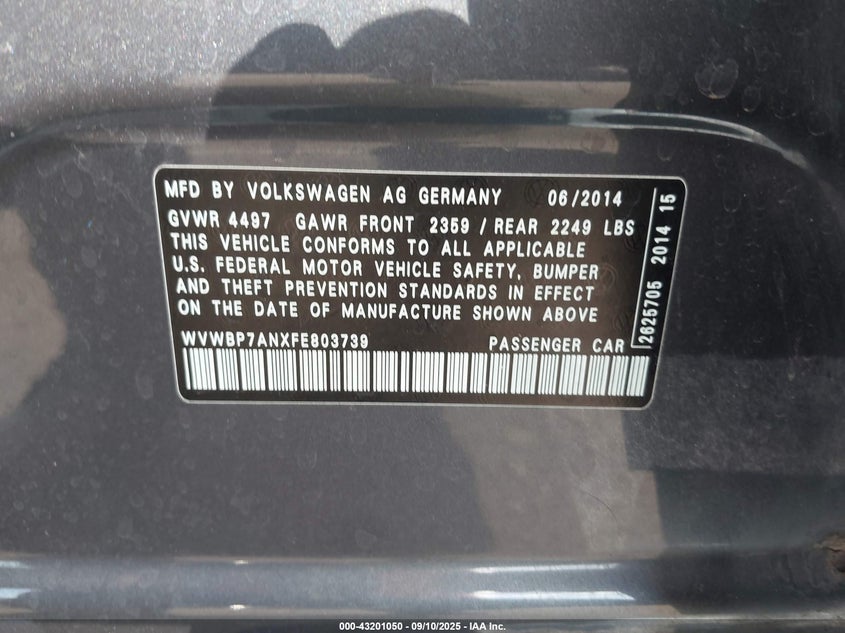 MFD BY VOLKSWAGEN AG GERMANY 06/2014
GVWR 4497 GAWR FRONT 2359 / REAR 2249 LBS
THIS VEHICLE CONFORMS TO ALL APPLICABLE
U.S. FEDERAL MOTOR VEHICLE SAFETY, BUMPER
AND THEFT PREVENTION STANDARDS IN EFFECT
ON THE DATE OF MANUFACTURE SHOWN ABOVE
WVWBP7ANXFE803739 PASSENGER CAR
2625705 2014 15
000-43201050 - 09/10/2025 - IAA Inc.